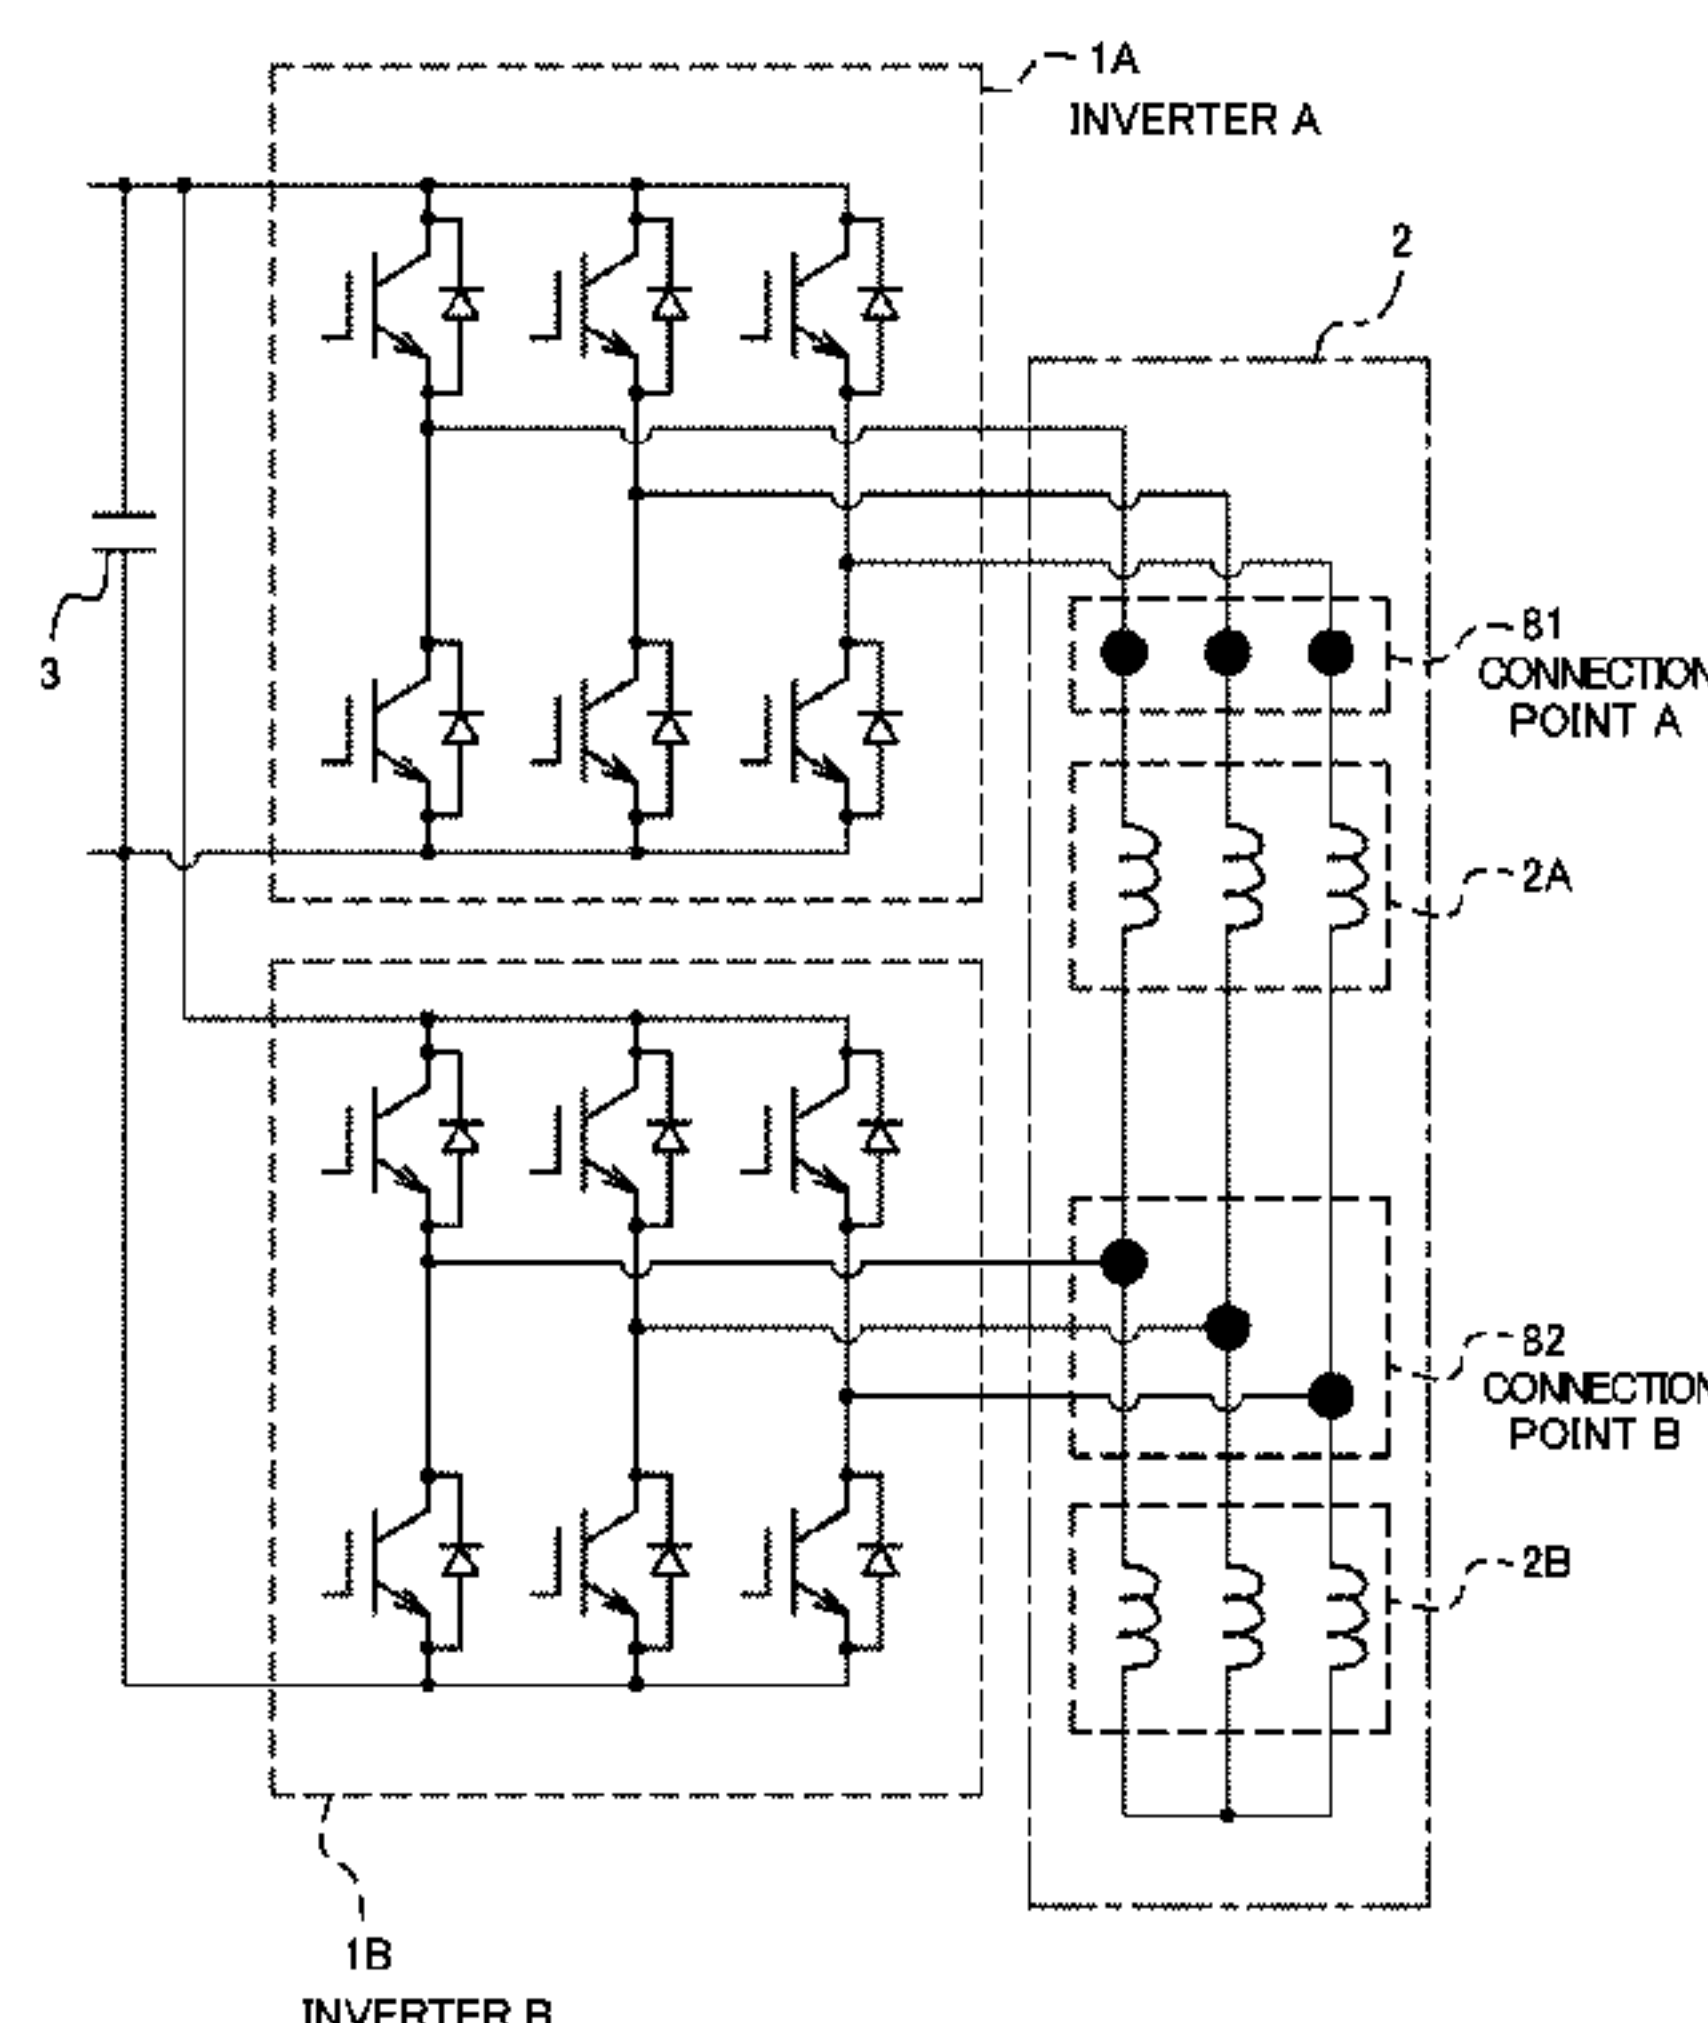 1A
INVERTER A
2
3
81
CONNECTION
POINT A
2A
82
CONNECTION
POINT B
2B
1B
INVERTER B